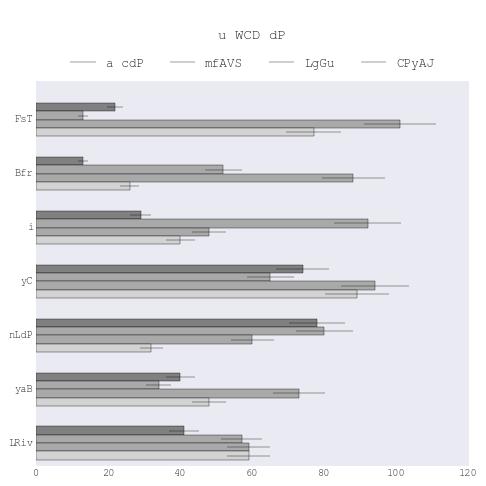 u WCD dP
a cdP mfAVS LgGu CPyAJ
FsT
Bfr
i
yC
nLdP
yaB
LRiv
0 20 40 60 80 100 120